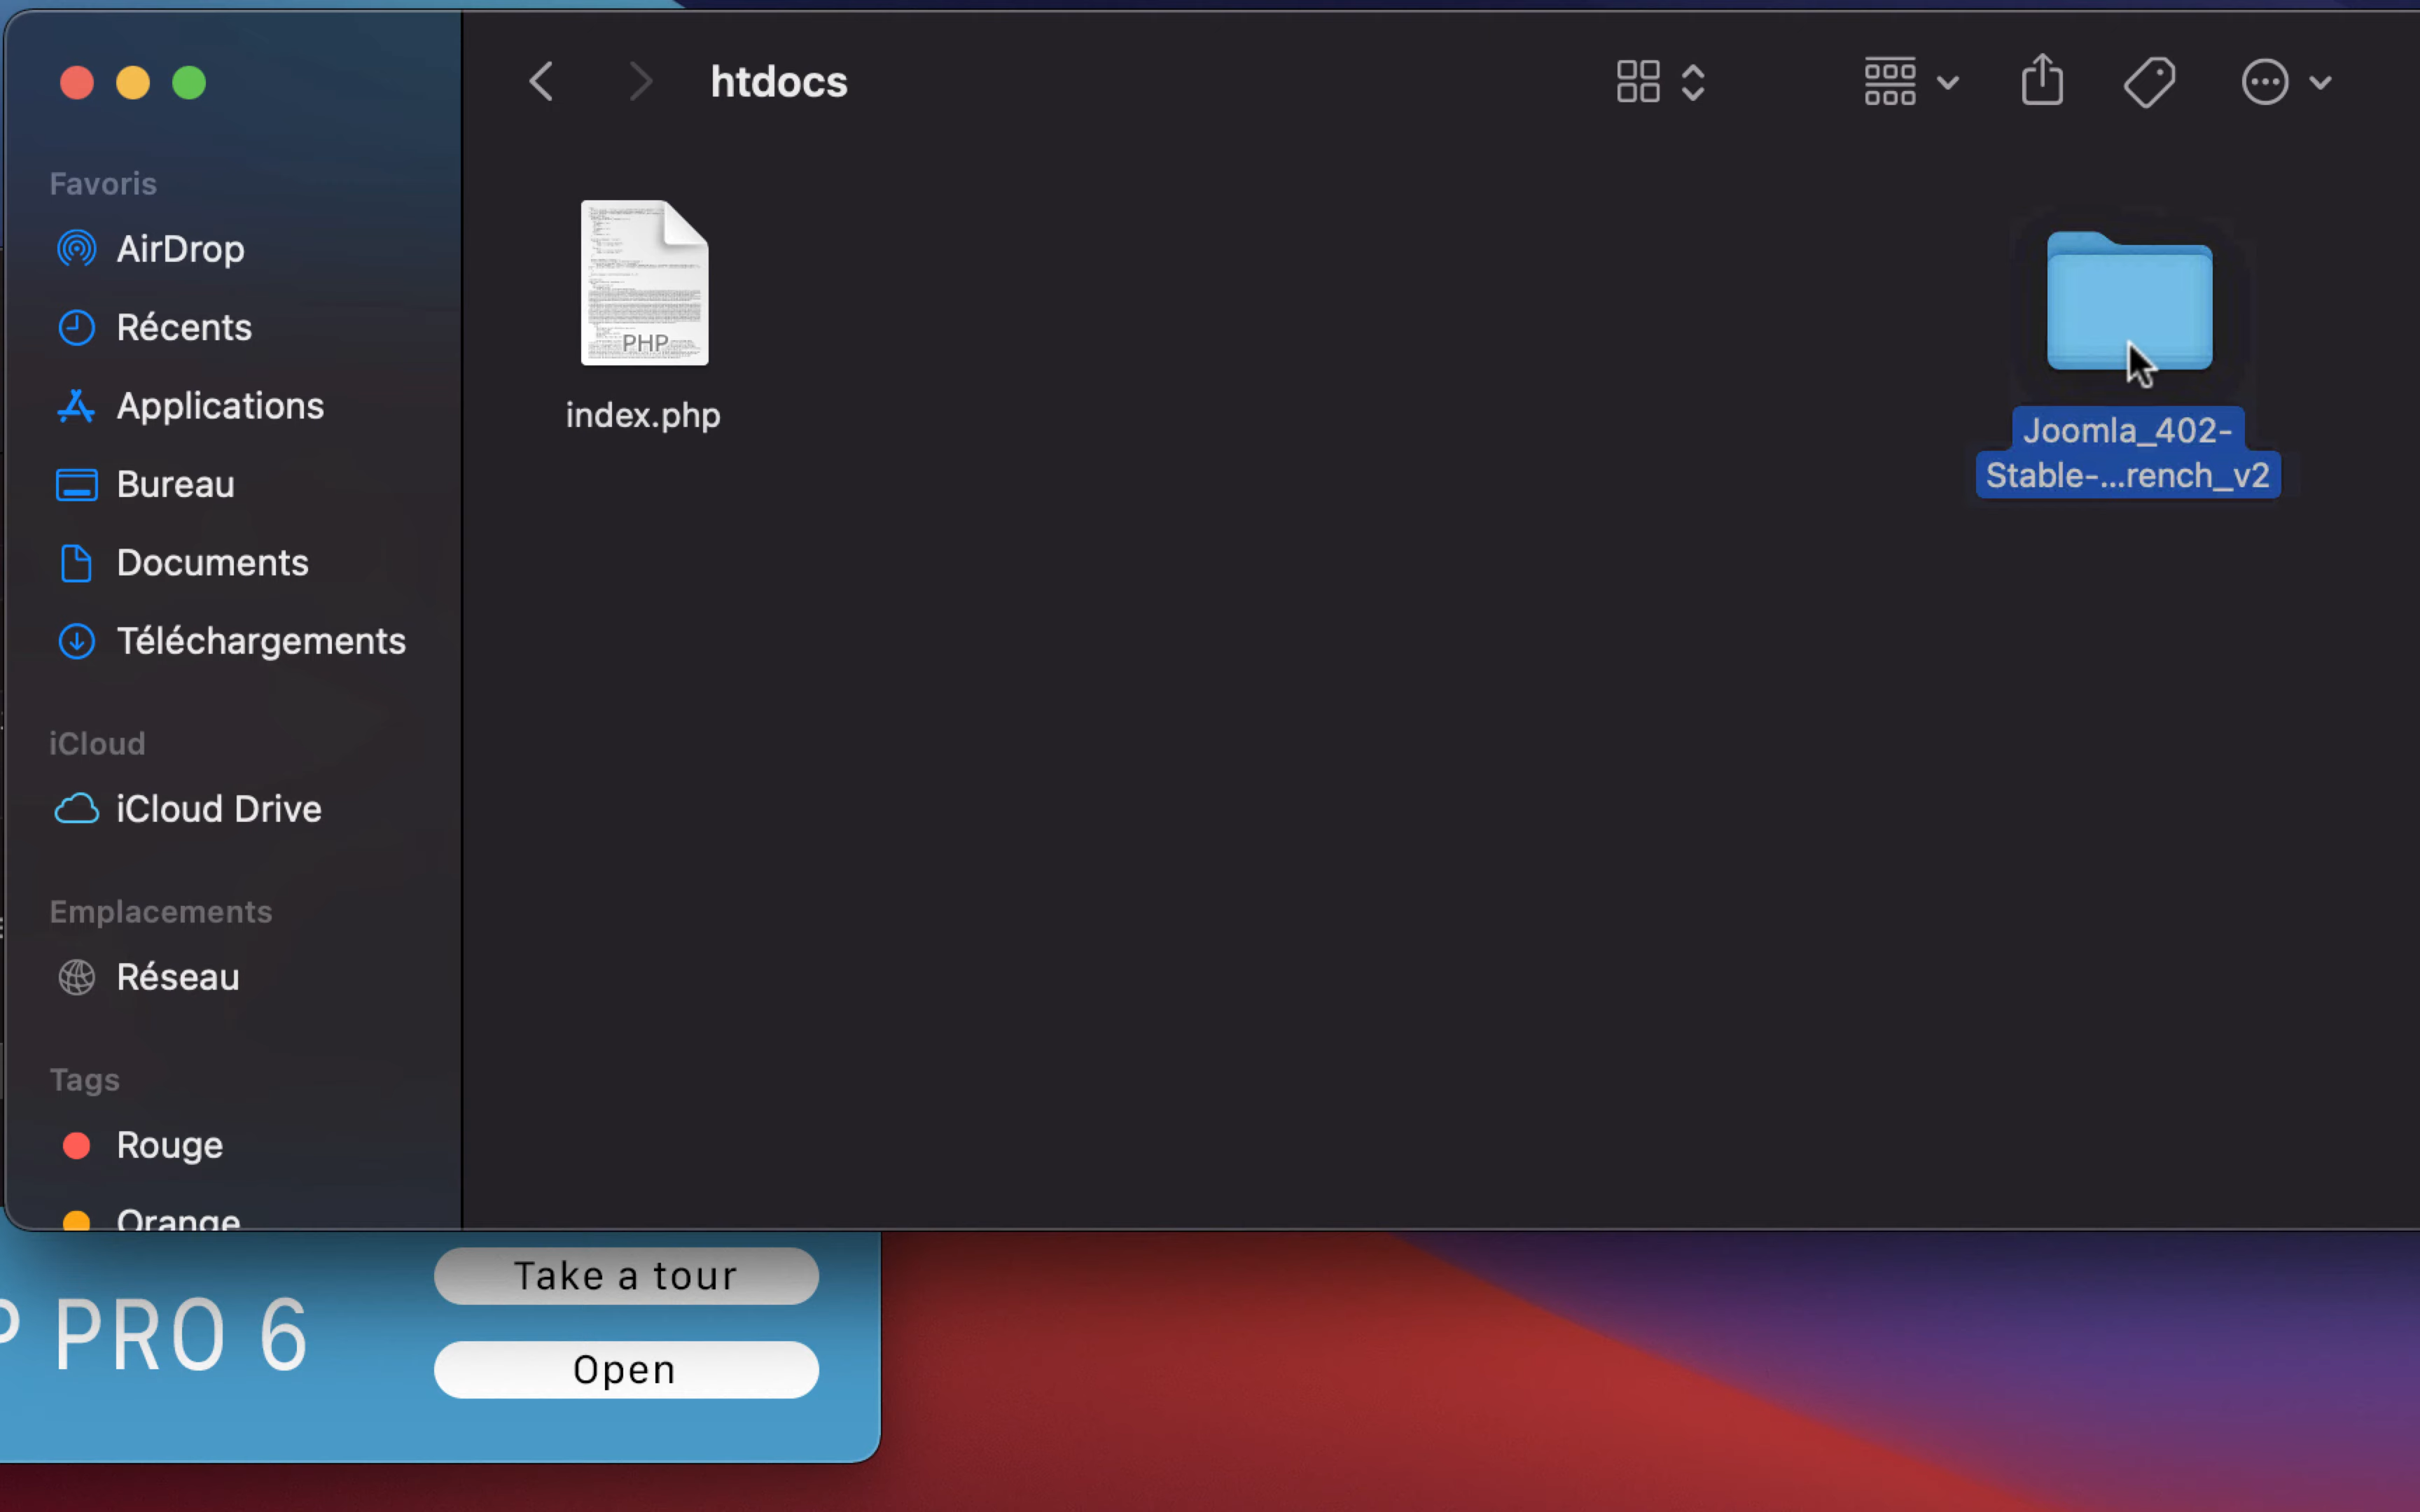 htdocs
Favoris
AirDrop
Récents
Applications
Bureau
Documents
Téléchargements
iCloud
iCloud Drive
Emplacements
Réseau
Tags
Rouge
Orange
PHP
index.php
Joomla_402-
Stable-...rench_v2
Take a tour
P PRO 6
Open